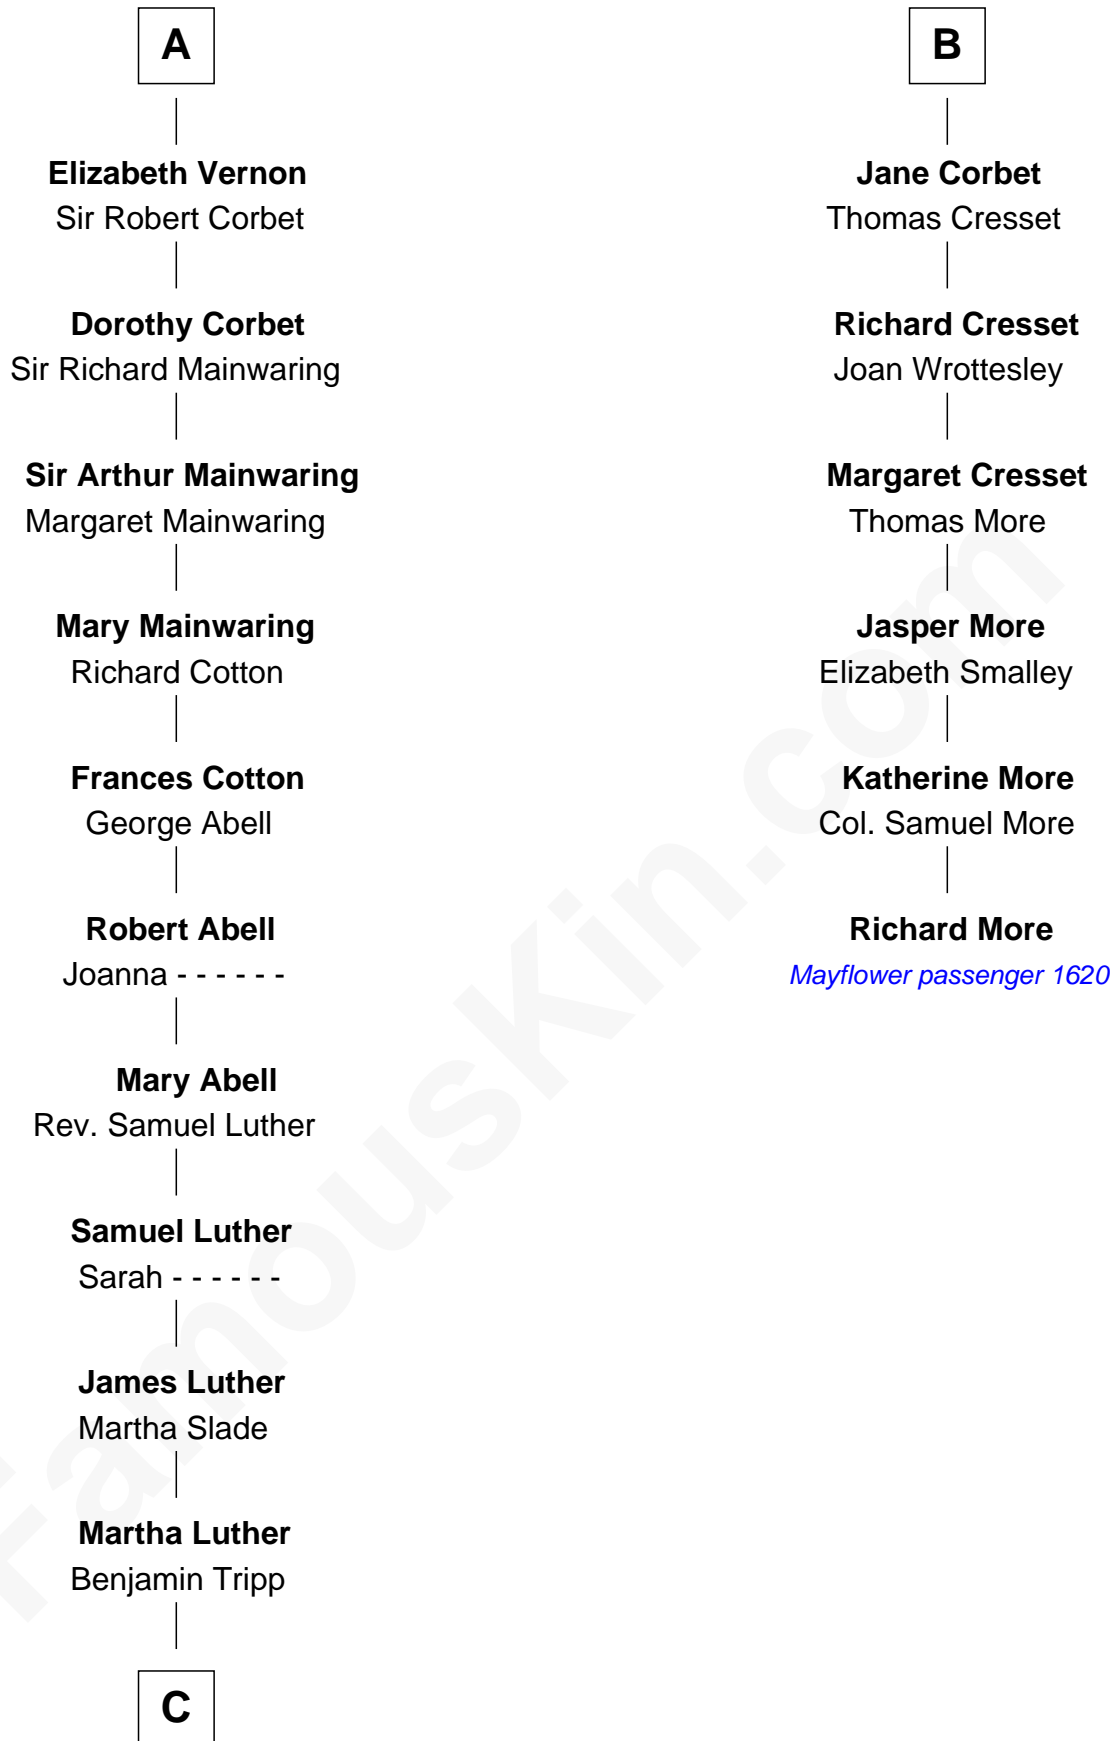 A
Elizabeth Vernon
Sir Robert Corbet
Dorothy Corbet
Sir Richard Mainwaring
Sir Arthur Mainwaring
Margaret Mainwaring
Mary Mainwaring
Richard Cotton
Frances Cotton
George Abell
Robert Abell
Joanna - - - - - -
Mary Abell
Rev. Samuel Luther
Samuel Luther
Sarah - - - - - -
James Luther
Martha Slade
Martha Luther
Benjamin Tripp
C
B
Jane Corbet
Thomas Cresset
Richard Cresset
Joan Wrottesley
Margaret Cresset
Thomas More
Jasper More
Elizabeth Smalley
Katherine More
Col. Samuel More
Richard More
Mayflower passenger 1620
FamousKin.com